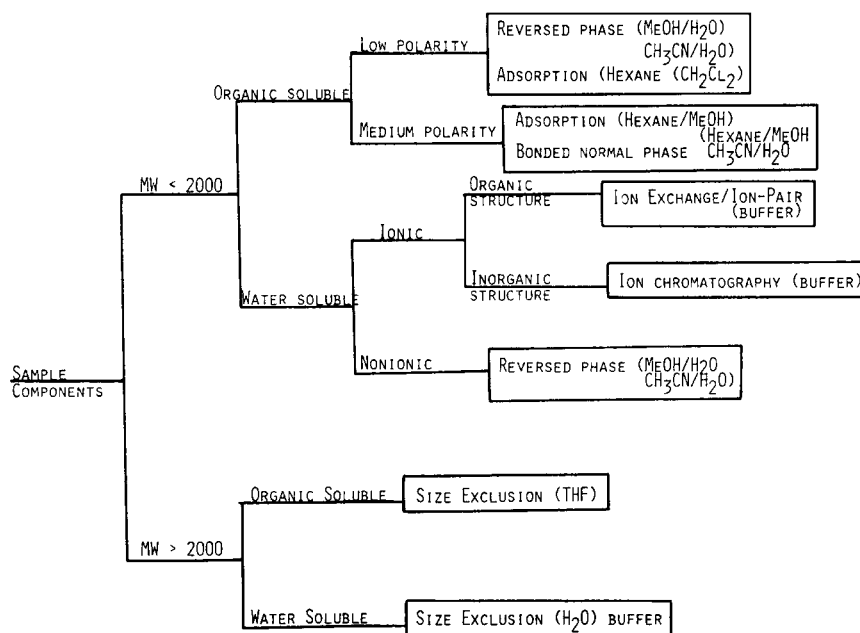 Low polarity
Reversed phase (MeOH/H2O)
CH3CN/H2O)
Adsorption (Hexane (CH2Cl2)
Organic soluble
Medium polarity
Adsorption (Hexane/MeOH)
(Hexane/MeOH
Bonded normal phase CH3CN/H2O
MW < 2000
Organic
structure
Ion Exchange/Ion-Pair
(buffer)
Ionic
Inorganic
structure
Ion chromatography (buffer)
Water soluble
Nonionic
Reversed phase (MeOH/H2O
CH3CN/H2O)
Sample
Components
Organic Soluble
Size Exclusion (THF)
MW > 2000
Water Soluble
Size Exclusion (H2O) buffer